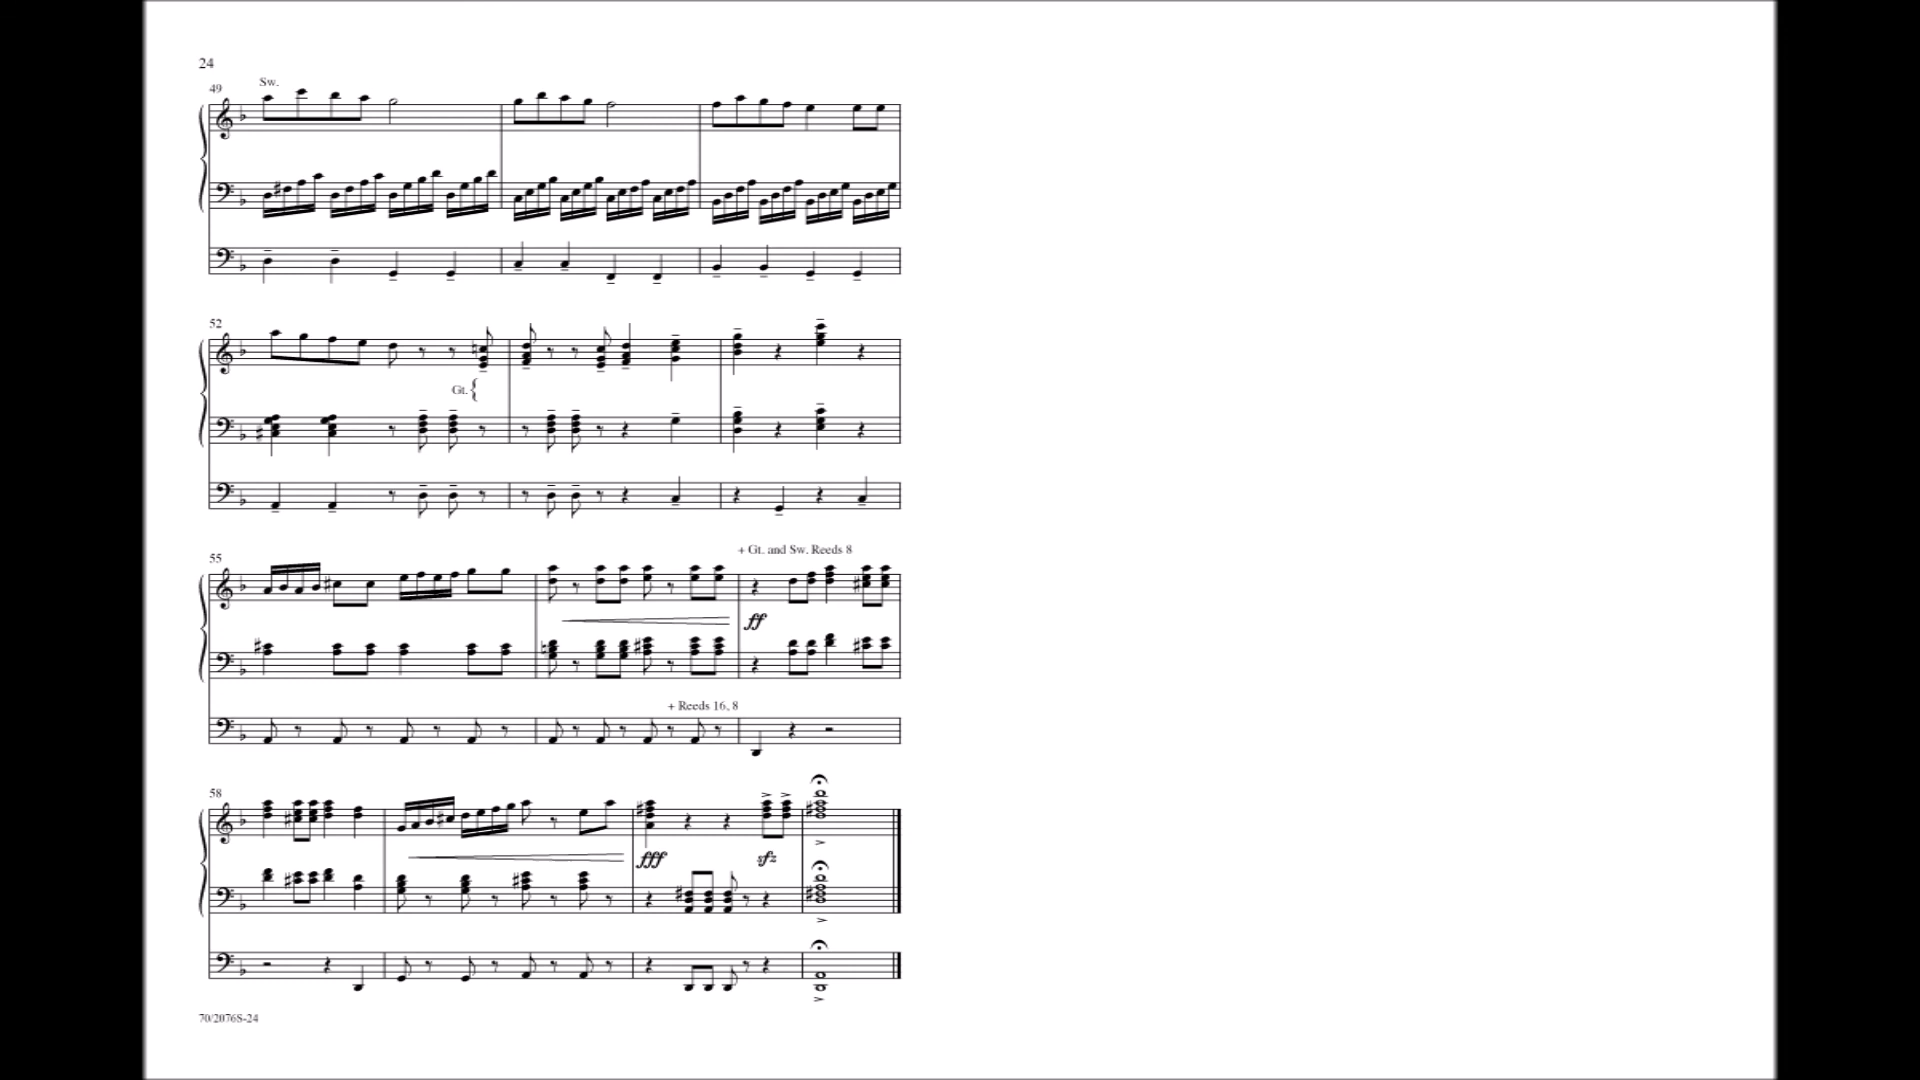 24
49
Sw.
52
Gt.
55
+ Gt. and Sw. Reeds 8
ff
+ Reeds 16, 8
58
fff
sfz
70/2076S-24